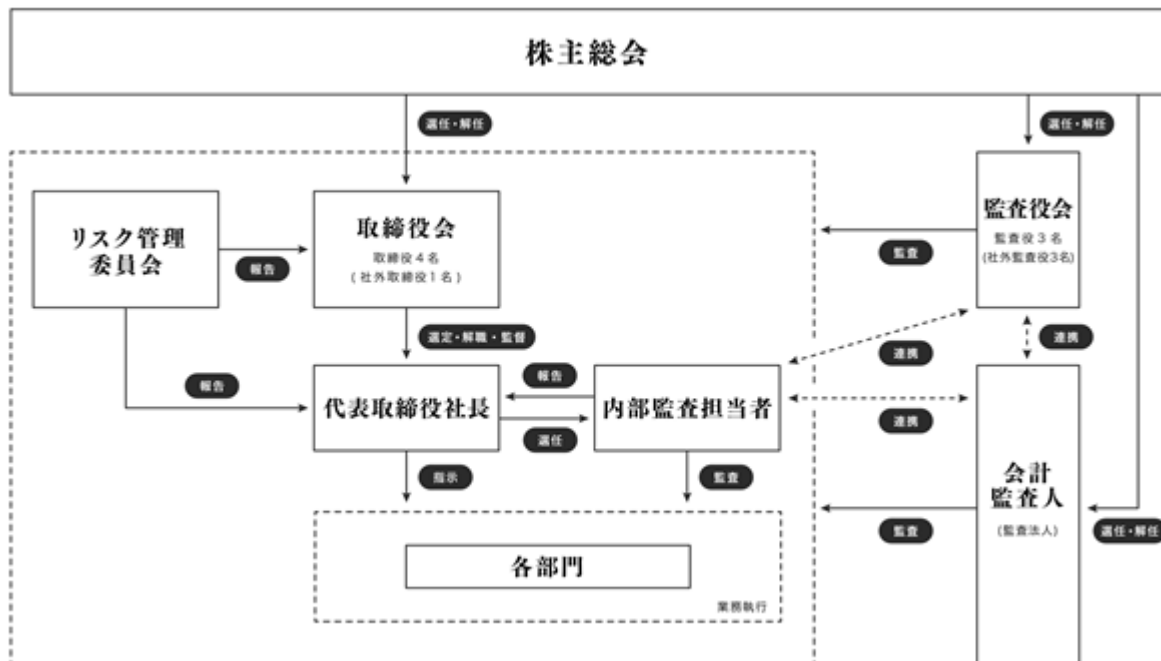 株主総会
選任・解任
選任・解任
リスク管理
委員会
報告
取締役会
取締役4名
(社外取締役1名)
監査役会
監査役3名
(社外監査役3名)
監査
選定・解職・監督
連携
連携
報告
代表取締役社長
報告
選任
内部監査担当者
連携
会計
監査人
(監査法人)
指示
監査
監査
選任・解任
各部門
業務執行